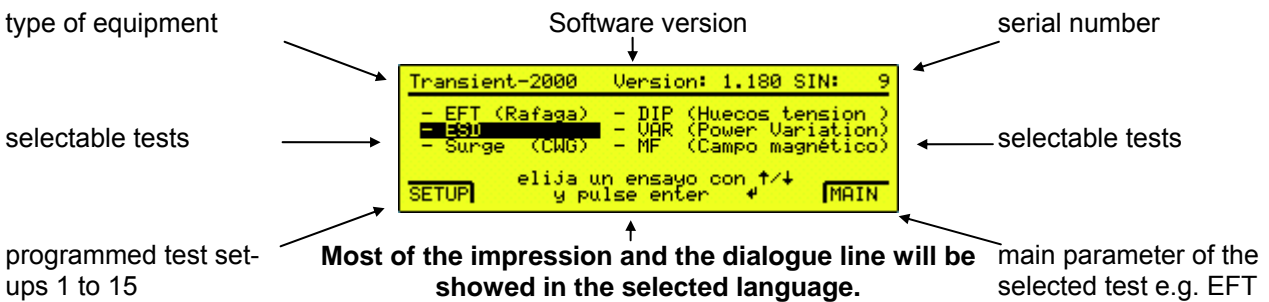 type of equipment
Software version
serial number
Transient-2000 Version: 1.180 SIN: 9
- EFT (Rafaga) - DIP (Huecos tension )
- ESD - VAR (Power Variation)
- Surge (CWG) - MF (Campo magnético)
selectable tests
selectable tests
elija un ensayo con ↑/↓
SETUP y pulse enter ↲ MAIN
programmed test set-
ups 1 to 15
Most of the impression and the dialogue line will be
showed in the selected language.
main parameter of the
selected test e.g. EFT